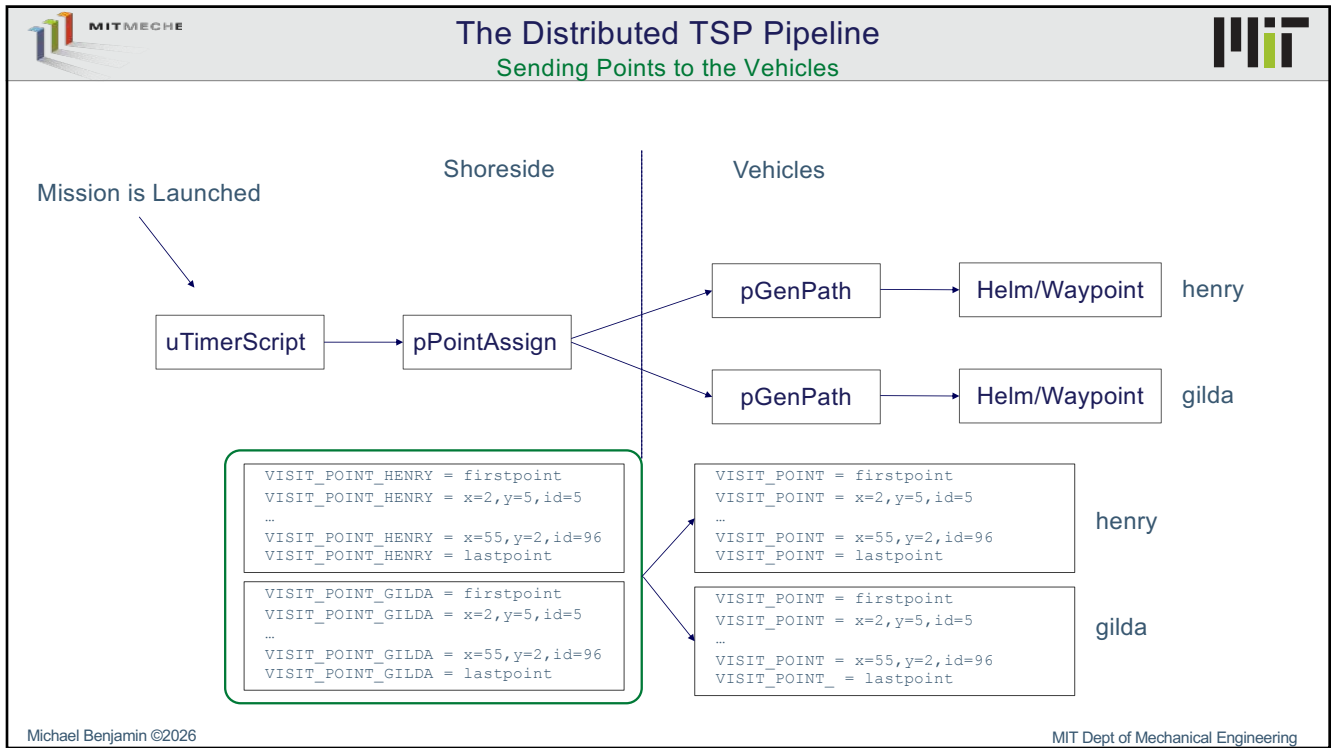 MITMECHE
The Distributed TSP Pipeline
Sending Points to the Vehicles
MIT
Shoreside
Vehicles
Mission is Launched
uTimerScript
pPointAssign
pGenPath
Helm/Waypoint
henry
pGenPath
Helm/Waypoint
gilda
VISIT_POINT_HENRY = firstpoint
VISIT_POINT_HENRY = x=2,y=5,id=5
…
VISIT_POINT_HENRY = x=55,y=2,id=96
VISIT_POINT_HENRY = lastpoint
VISIT_POINT_GILDA = firstpoint
VISIT_POINT_GILDA = x=2,y=5,id=5
…
VISIT_POINT_GILDA = x=55,y=2,id=96
VISIT_POINT_GILDA = lastpoint
VISIT_POINT = firstpoint
VISIT_POINT = x=2,y=5,id=5
…
VISIT_POINT = x=55,y=2,id=96
VISIT_POINT = lastpoint
henry
VISIT_POINT = firstpoint
VISIT_POINT = x=2,y=5,id=5
…
VISIT_POINT = x=55,y=2,id=96
VISIT_POINT_ = lastpoint
gilda
Michael Benjamin ©2026
MIT Dept of Mechanical Engineering